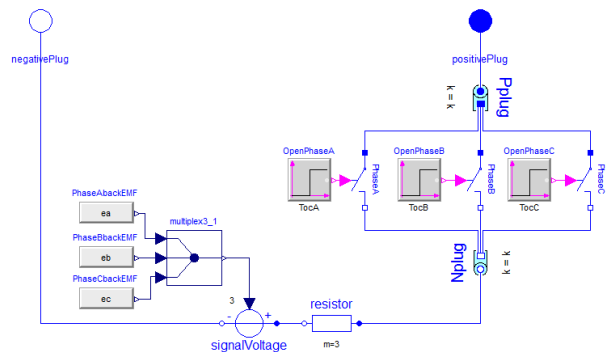 negativePlug
positivePlug
Pplug
k = k
OpenPhaseA
OpenPhaseB
OpenPhaseC
PhaseA
PhaseB
PhaseC
TocA
TocB
TocC
PhaseAbackEMF
ea
multiplex3_1
PhaseBbackEMF
eb
PhaseCbackEMF
ec
Nplug
k = k
3
- +
signalVoltage
resistor
m=3